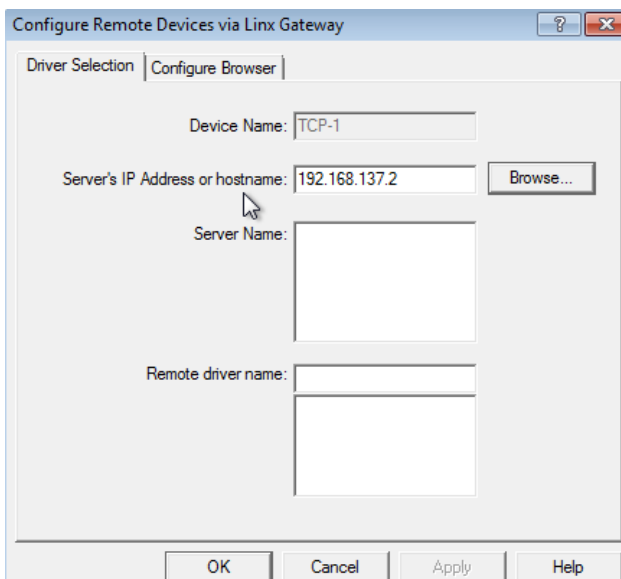 Configure Remote Devices via Linx Gateway
Driver Selection Configure Browser
Device Name: TCP-1
Server's IP Address or hostname: 192.168.137.2 Browse...
Server Name:
Remote driver name:
OK Cancel Apply Help